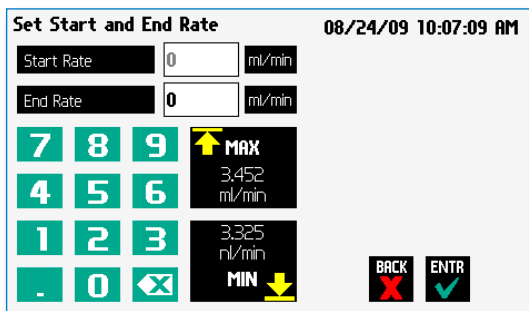 Set Start and End Rate 08/24/09 10:07:09 AM
Start Rate 0 ml/min
End Rate 0 ml/min
7 8 9 MAX
3.452
4 5 6 ml/min
1 2 3 3.325
nl/min
. 0 MIN BACK ENTR